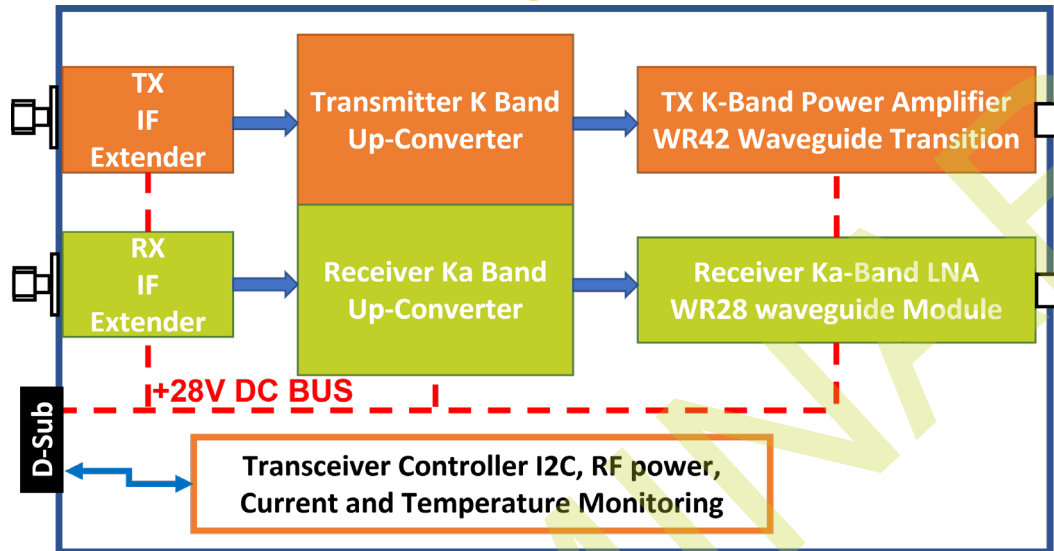 TX
IF
Extender
Transmitter K Band
Up-Converter
TX K-Band Power Amplifier
WR42 Waveguide Transition
RX
IF
Extender
Receiver Ka Band
Up-Converter
Receiver Ka-Band LNA
WR28 waveguide Module
+28V DC BUS
D-Sub
Transceiver Controller I2C, RF power,
Current and Temperature Monitoring